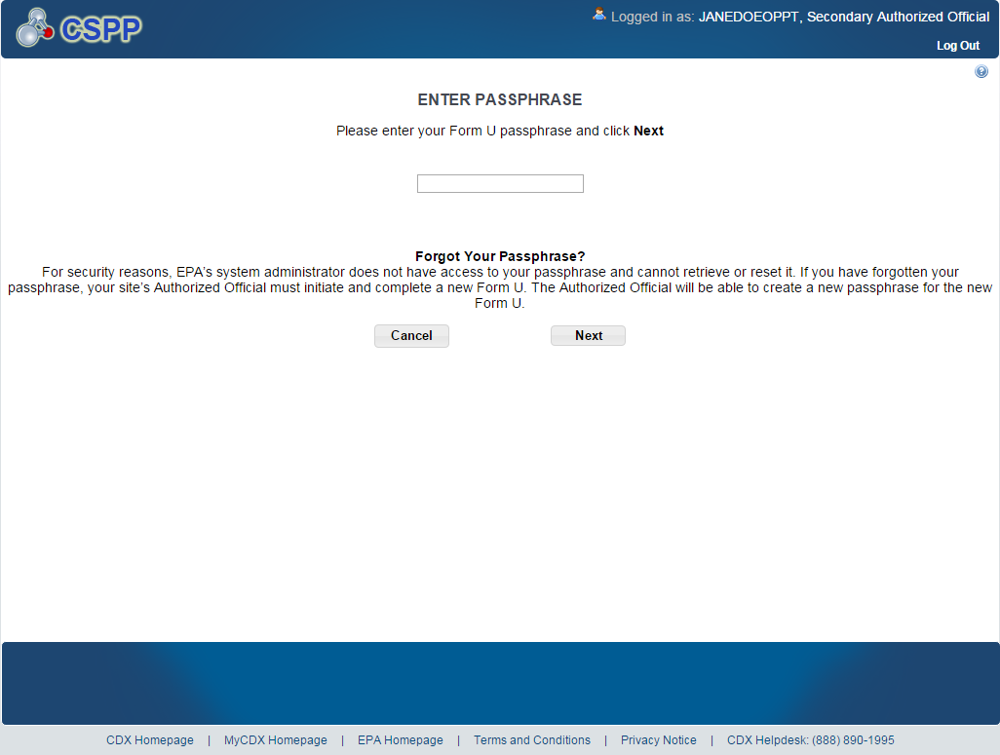 CSPP
Logged in as: JANEDOEOPPT, Secondary Authorized Official
Log Out
ENTER PASSPHRASE
Please enter your Form U passphrase and click Next
Forgot Your Passphrase?
For security reasons, EPA's system administrator does not have access to your passphrase and cannot retrieve or reset it. If you have forgotten your
passphrase, your site's Authorized Official must initiate and complete a new Form U. The Authorized Official will be able to create a new passphrase for the new
Form U.
Cancel Next
CDX Homepage | MyCDX Homepage | EPA Homepage | Terms and Conditions | Privacy Notice | CDX Helpdesk: (888) 890-1995